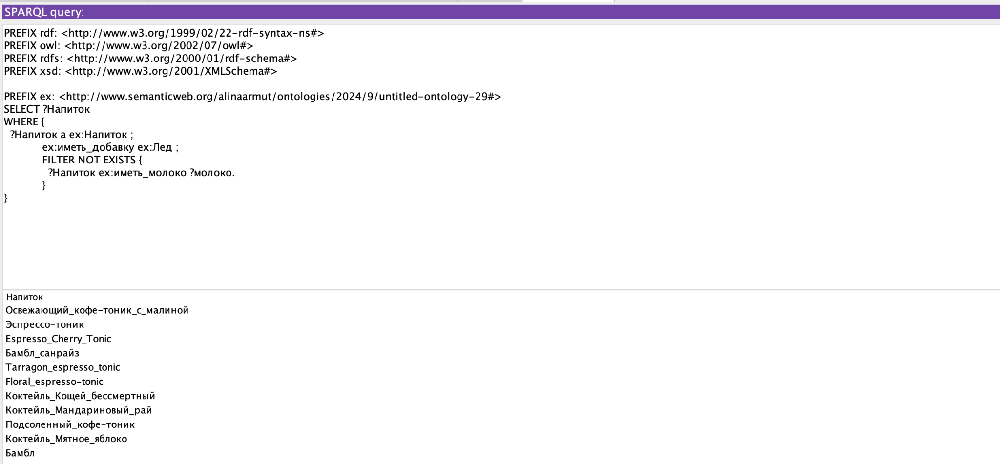 SPARQL query:
PREFIX rdf: <http://www.w3.org/1999/02/22-rdf-syntax-ns#>
PREFIX owl: <http://www.w3.org/2002/07/owl#>
PREFIX rdfs: <http://www.w3.org/2000/01/rdf-schema#>
PREFIX xsd: <http://www.w3.org/2001/XMLSchema#>
PREFIX ex: <http://www.semanticweb.org/alinaarmut/ontologies/2024/9/untitled-ontology-29#>
SELECT ?Напиток
WHERE {
?Напиток a ex:Напиток ;
ex:иметь_добавку ex:Лед ;
FILTER NOT EXISTS {
?Напиток ex:иметь_молоко ?молоко.
}
}
Напиток
Освежающий_кофе-тоник_с_малиной
Эспрессо-тоник
Espresso_Cherry_Tonic
Бамбл_санрайз
Tarragon_espresso_tonic
Floral_espresso-tonic
Коктейль_Кощей_бессмертный
Коктейль_Мандариновый_рай
Подсоленный_кофе-тоник
Коктейль_Мятное_яблоко
Бамбл